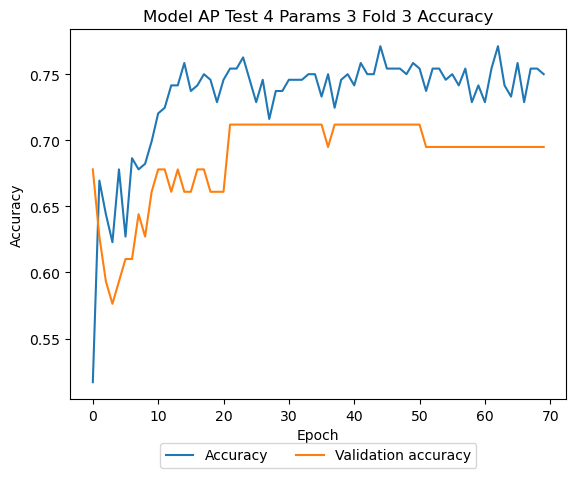 Model AP Test 4 Params 3 Fold 3 Accuracy
Accuracy
0.75
0.70
0.65
0.60
0.55
0 10 20 30 40 50 60 70
Epoch
Accuracy Validation accuracy